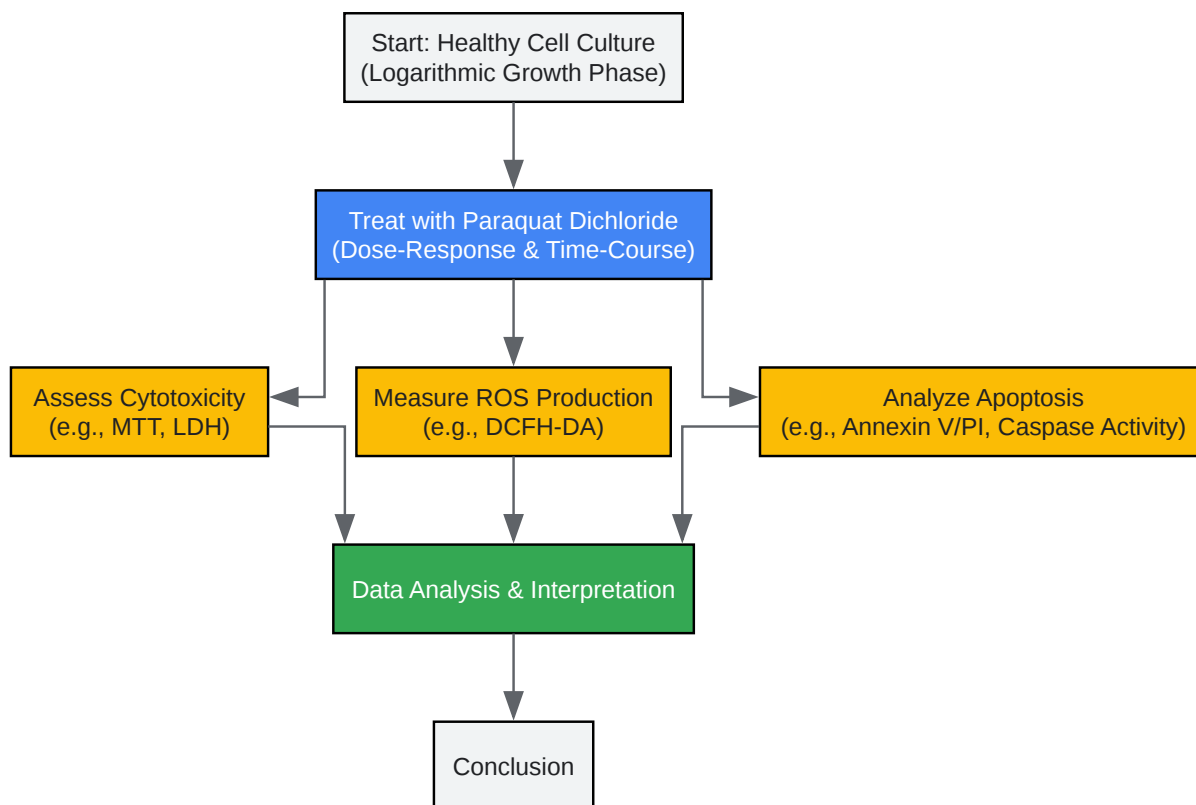 Start: Healthy Cell Culture
(Logarithmic Growth Phase)
Treat with Paraquat Dichloride
(Dose-Response & Time-Course)
Assess Cytotoxicity
(e.g., MTT, LDH)
Measure ROS Production
(e.g., DCFH-DA)
Analyze Apoptosis
(e.g., Annexin V/PI, Caspase Activity)
Data Analysis & Interpretation
Conclusion